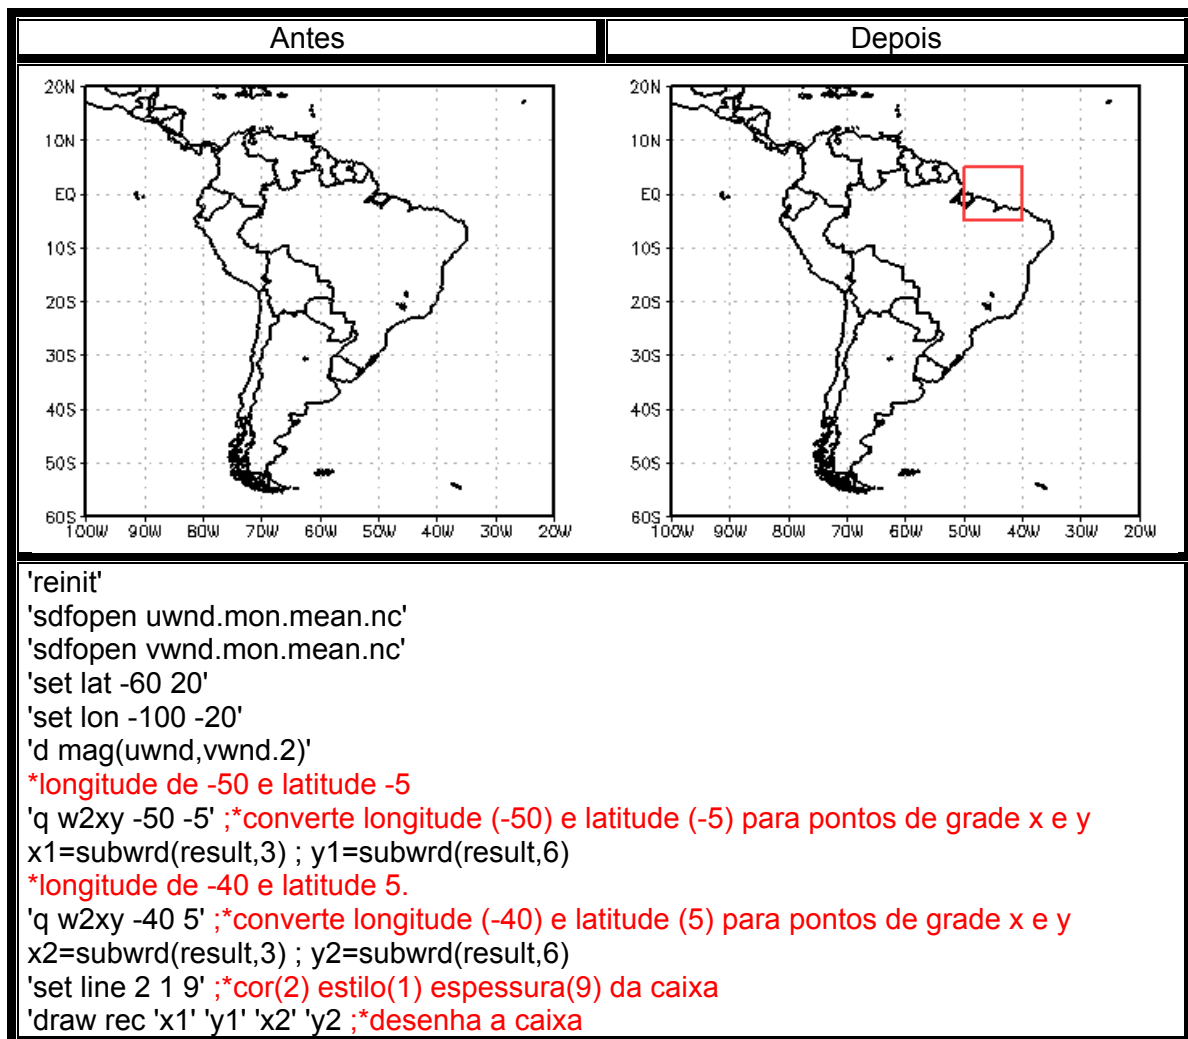 Antes
Depois
20N
10N
EQ
10S
20S
30S
40S
50S
60S
100W 90W 80W 70W 60W 50W 40W 30W 20W
20N
10N
EQ
10S
20S
30S
40S
50S
60S
100W 90W 80W 70W 60W 50W 40W 30W 20W
'reinit'
'sdfopen uwnd.mon.mean.nc'
'sdfopen vwnd.mon.mean.nc'
'set lat -60 20'
'set lon -100 -20'
'd mag(uwnd,vwnd.2)'
*longitude de -50 e latitude -5
'q w2xy -50 -5' ;*converte longitude (-50) e latitude (-5) para pontos de grade x e y
x1=subwrd(result,3) ; y1=subwrd(result,6)
*longitude de -40 e latitude 5.
'q w2xy -40 5' ;*converte longitude (-40) e latitude (5) para pontos de grade x e y
x2=subwrd(result,3) ; y2=subwrd(result,6)
'set line 2 1 9' ;*cor(2) estilo(1) espessura(9) da caixa
'draw rec 'x1' 'y1' 'x2' 'y2 ;*desenha a caixa